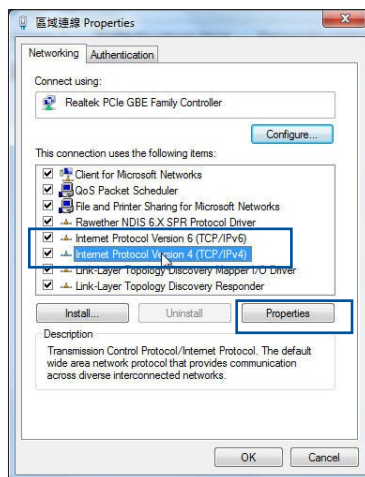 區域連線 Properties
Networking
Authentication
Connect using:
Realtek PCIe GBE Family Controller
Configure...
This connection uses the following items:
Client for Microsoft Networks
QoS Packet Scheduler
File and Printer Sharing for Microsoft Networks
Rawether NDIS 6.X SPR Protocol Driver
Internet Protocol Version 6 (TCP/IPv6)
Internet Protocol Version 4 (TCP/IPv4)
Link-Layer Topology Discovery Mapper I/O Driver
Link-Layer Topology Discovery Responder
Install...
Uninstall
Properties
Description
Transmission Control Protocol/Internet Protocol. The default
wide area network protocol that provides communication
across diverse interconnected networks.
OK
Cancel